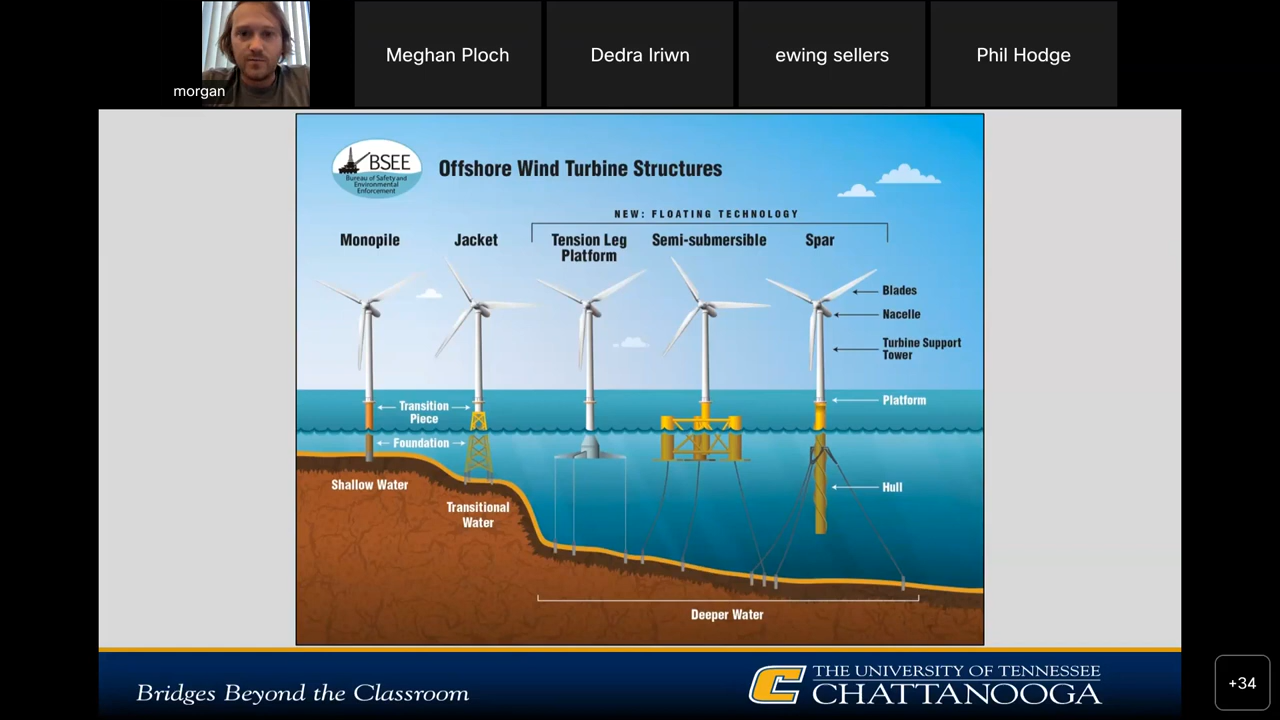 morgan
Meghan Ploch
Dedra Iriwn
ewing sellers
Phil Hodge
BSEE
Bureau of Safety and
Environmental
Enforcement
Offshore Wind Turbine Structures
NEW: FLOATING TECHNOLOGY
Monopile
Jacket
Tension Leg
Platform
Semi-submersible
Spar
Blades
Nacelle
Turbine Support
Tower
Platform
Transition
Piece
Foundation
Hull
Shallow Water
Transitional
Water
Deeper Water
Bridges Beyond the Classroom
C
THE UNIVERSITY OF TENNESSEE
CHATTANOOGA
+34